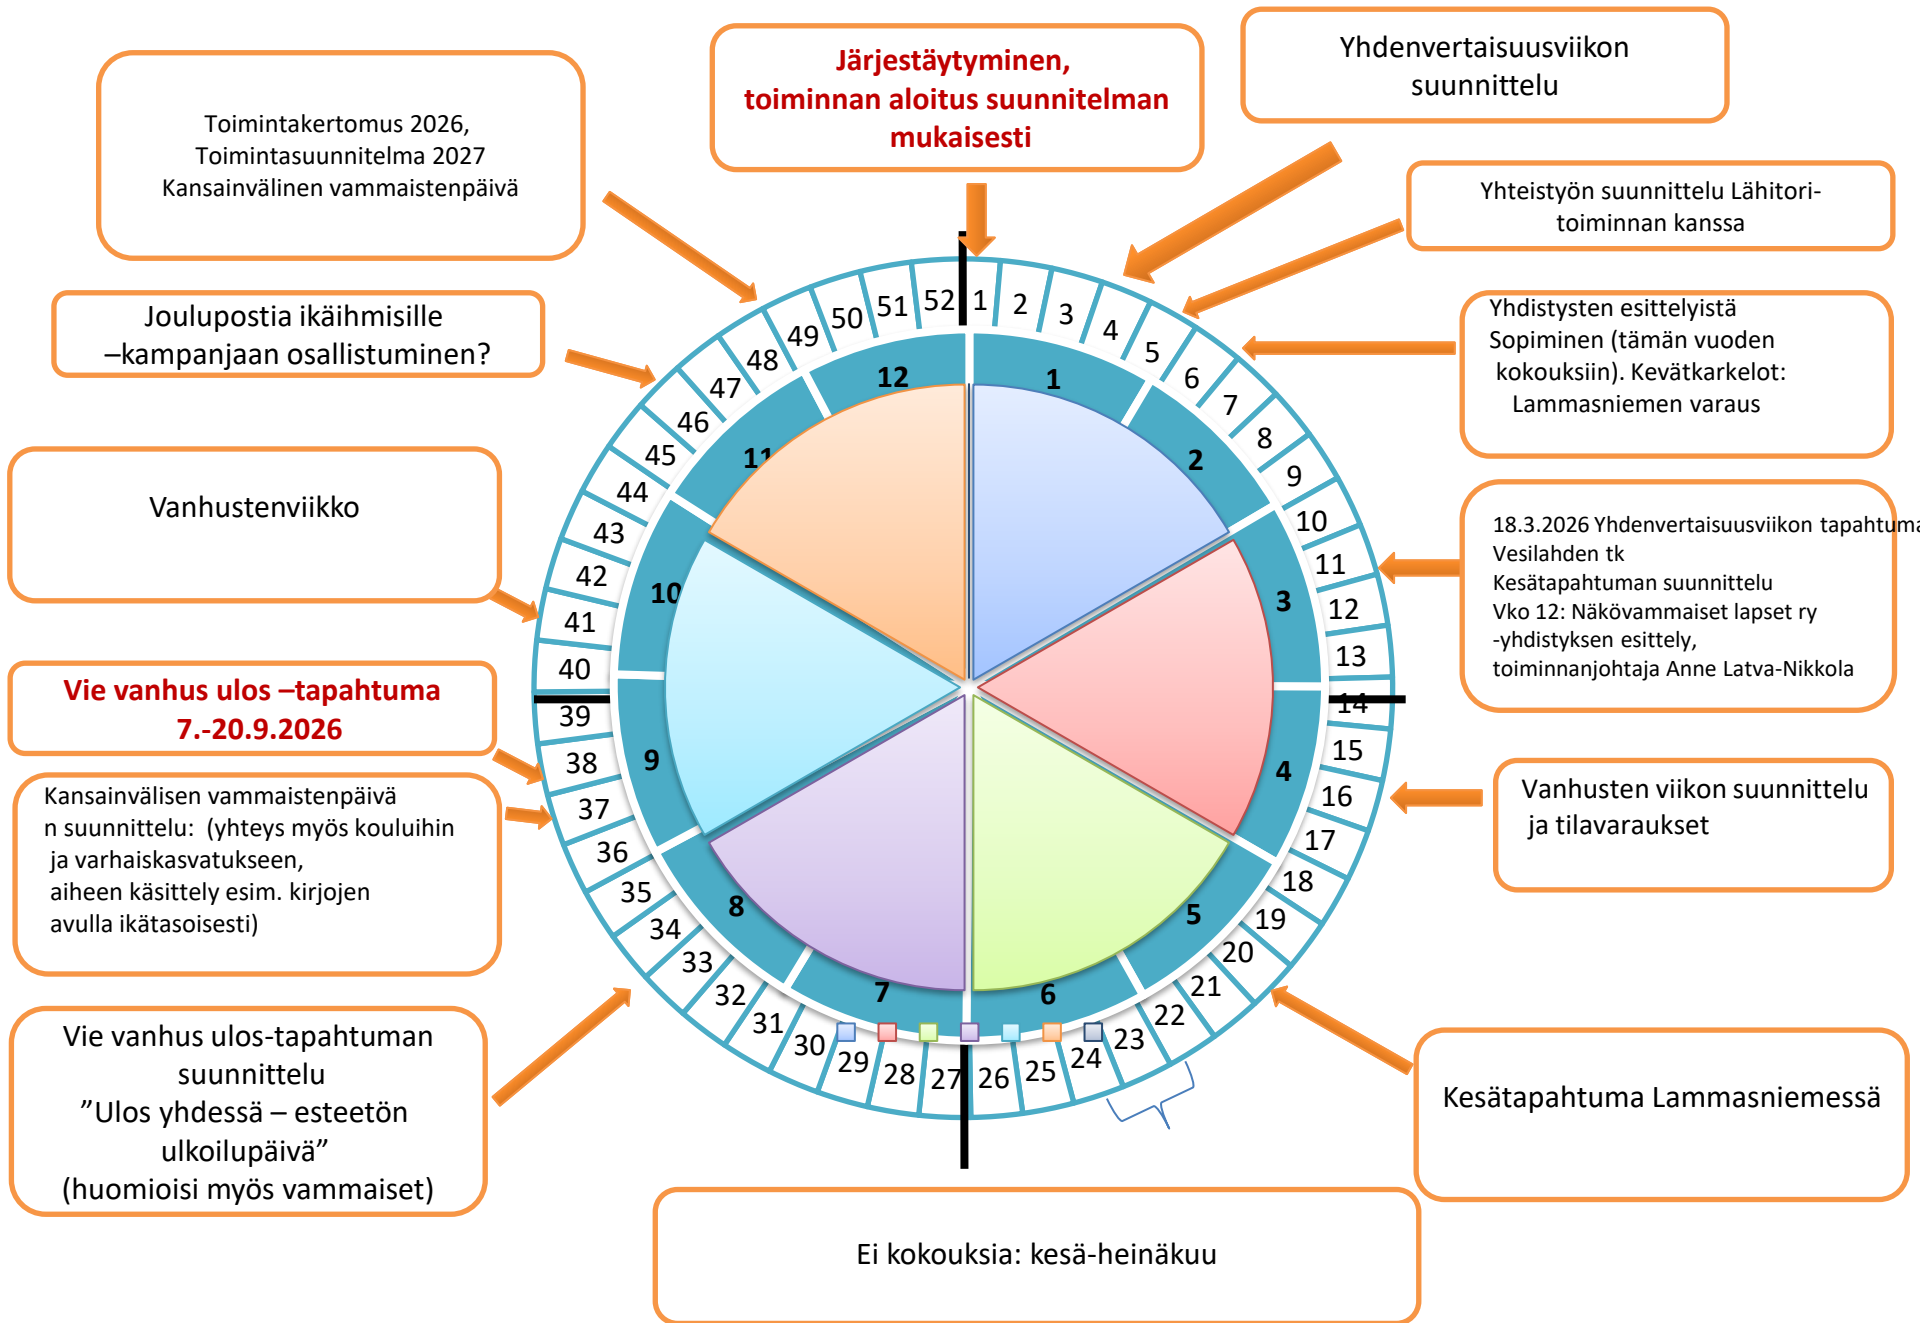 Järjestäytyminen,
toiminnan aloitus suunnitelman
mukaisesti
Yhdenvertaisuusviikon
suunnittelu
Yhteistyön suunnittelu Lähitori-
toiminnan kanssa
Yhdistysten esittelyistä
Sopiminen (tämän vuoden
kokouksiin). Kevätkarkelot:
Lammasniemen varaus
18.3.2026 Yhdenvertaisuusviikon tapahtuma
Vesilahden tk
Kesätapahtuman suunnittelu
Vko 12: Näkövammaiset lapset ry
-yhdistyksen esittely,
toiminnanjohtaja Anne Latva-Nikkola
Vanhusten viikon suunnittelu
ja tilavaraukset
Kesätapahtuma Lammasniemessä
Ei kokouksia: kesä-heinäkuu
Vie vanhus ulos-tapahtuman
suunnittelu
”Ulos yhdessä – esteetön
ulkoilupäivä”
(huomioisi myös vammaiset)
Kansainvälisen vammaistenpäivä
n suunnittelu: (yhteys myös kouluihin
ja varhaiskasvatukseen,
aiheen käsittely esim. kirjojen
avulla ikätasoisesti)
Vie vanhus ulos –tapahtuma
7.-20.9.2026
Vanhustenviikko
Joulupostia ikäihmisille
–kampanjaan osallistuminen?
Toimintakertomus 2026,
Toimintasuunnitelma 2027
Kansainvälinen vammaistenpäivä
1
2
3
4
5
6
7
8
9
10
11
12
13
14
15
16
17
18
19
20
21
22
23
24
25
26
27
28
29
30
31
32
33
34
35
36
37
38
39
40
41
42
43
44
45
46
47
48
49
50
51
52
1
2
3
4
5
6
7
8
9
10
11
12